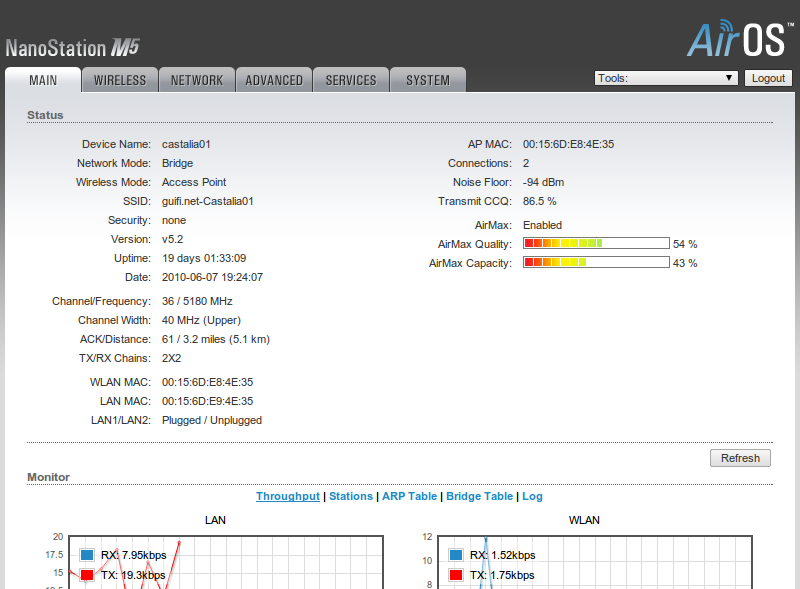 NanoStation M5
AirOS™
MAIN WIRELESS NETWORK ADVANCED SERVICES SYSTEM Tools: Logout
Status
Device Name: castalia01
Network Mode: Bridge
Wireless Mode: Access Point
SSID: guifi.net-Castalia01
Security: none
Version: v5.2
Uptime: 19 days 01:33:09
Date: 2010-06-07 19:24:07
Channel/Frequency: 36 / 5180 MHz
Channel Width: 40 MHz (Upper)
ACK/Distance: 61 / 3.2 miles (5.1 km)
TX/RX Chains: 2X2
WLAN MAC: 00:15:6D:E8:4E:35
LAN MAC: 00:15:6D:E9:4E:35
LAN1/LAN2: Plugged / Unplugged
AP MAC: 00:15:6D:E8:4E:35
Connections: 2
Noise Floor: -94 dBm
Transmit CCQ: 86.5 %
AirMax: Enabled
AirMax Quality: 54 %
AirMax Capacity: 43 %
Refresh
Monitor
Throughput | Stations | ARP Table | Bridge Table | Log
LAN
20
17.5
15
12.5
RX: 7.95kbps
TX: 19.3kbps
WLAN
12
10
8
RX: 1.52kbps
TX: 1.75kbps